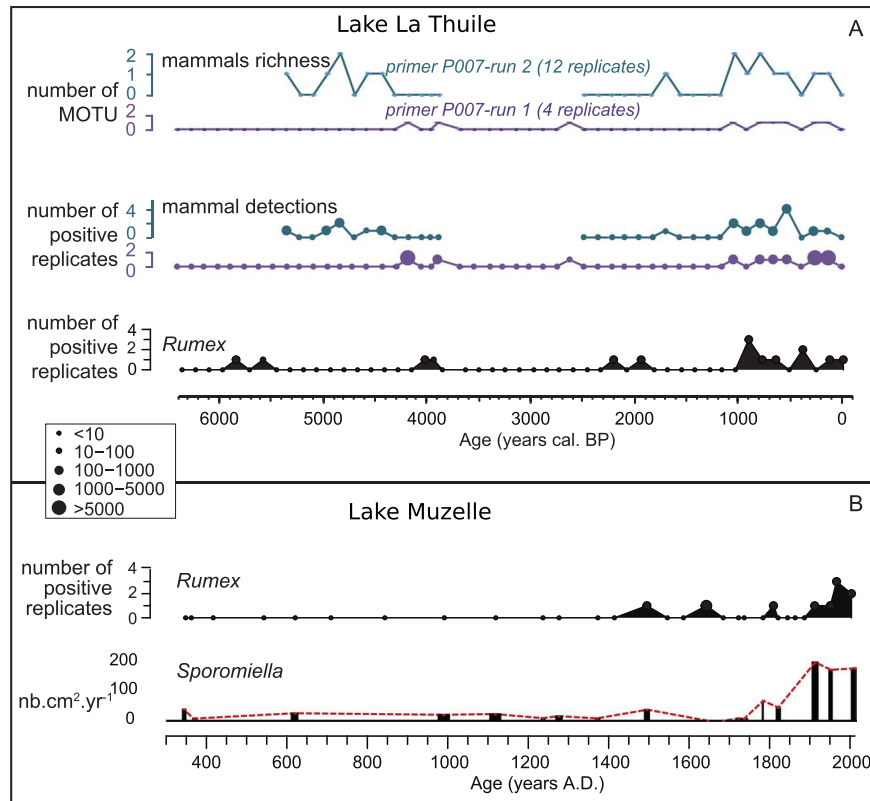 Lake La Thuile
A
mammals richness
primer P007-run 2 (12 replicates)
number of
MOTU
2
1
0
primer P007-run 1 (4 replicates)
2
0
mammal detections
number of
positive
replicates
4
0
2
0
number of
positive
replicates
4
2
0
Rumex
6000 5000 4000 3000 2000 1000 0
Age (years cal. BP)
<10
10−100
100−1000
1000−5000
>5000
Lake Muzelle
B
number of
positive
replicates
4
2
0
Rumex
Sporomiella
nb.cm².yr⁻¹
200
100
0
400 600 800 1000 1200 1400 1600 1800 2000
Age (years A.D.)